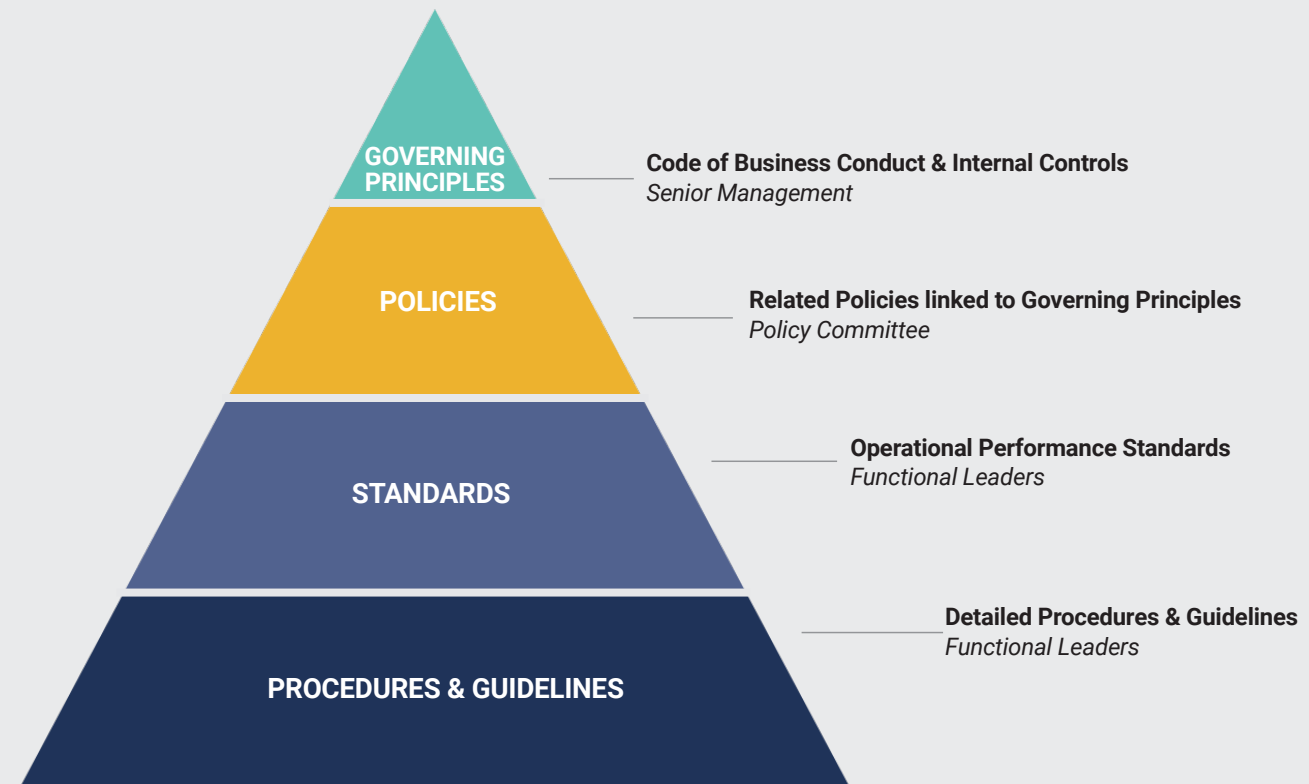 GOVERNING
PRINCIPLES
Code of Business Conduct & Internal Controls
Senior Management
POLICIES
Related Policies linked to Governing Principles
Policy Committee
STANDARDS
Operational Performance Standards
Functional Leaders
PROCEDURES & GUIDELINES
Detailed Procedures & Guidelines
Functional Leaders